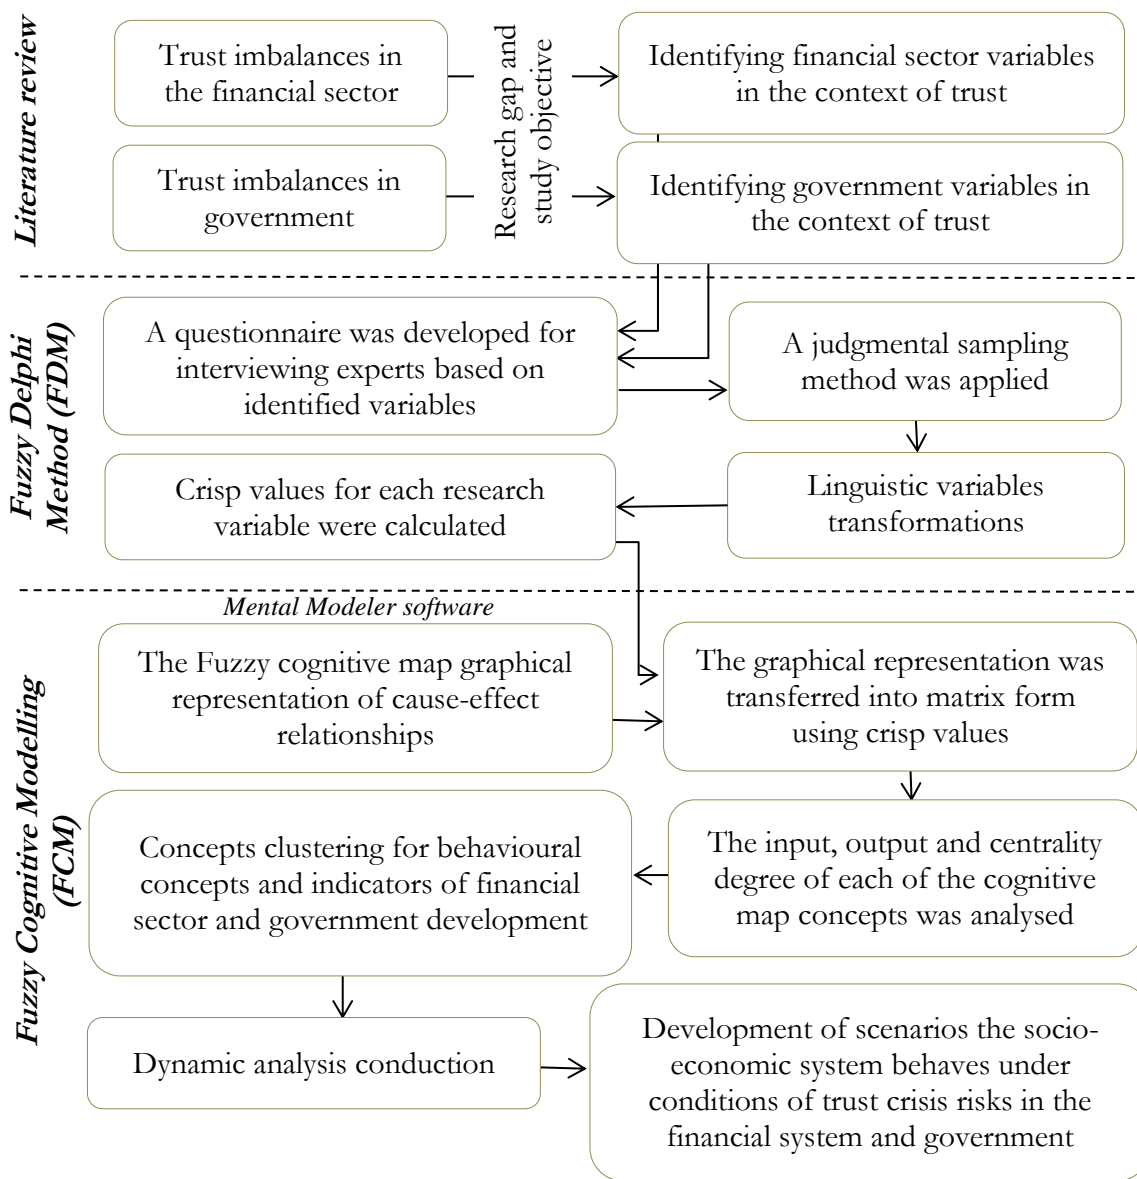 Literature review
Trust imbalances in
the financial sector
Research gap and
study objective
Identifying financial sector variables
in the context of trust
Trust imbalances in
government
Identifying government variables in
the context of trust
Fuzzy Delphi
Method (FDM)
A questionnaire was developed for
interviewing experts based on
identified variables
A judgmental sampling
method was applied
Crisp values for each research
variable were calculated
Linguistic variables
transformations
Fuzzy Cognitive Modelling
(FCM)
Mental Modeler software
The Fuzzy cognitive map graphical
representation of cause-effect
relationships
The graphical representation was
transferred into matrix form
using crisp values
Concepts clustering for behavioural
concepts and indicators of financial
sector and government development
The input, output and centrality
degree of each of the cognitive
map concepts was analysed
Dynamic analysis conduction
Development of scenarios the socio-
economic system behaves under
conditions of trust crisis risks in the
financial system and government